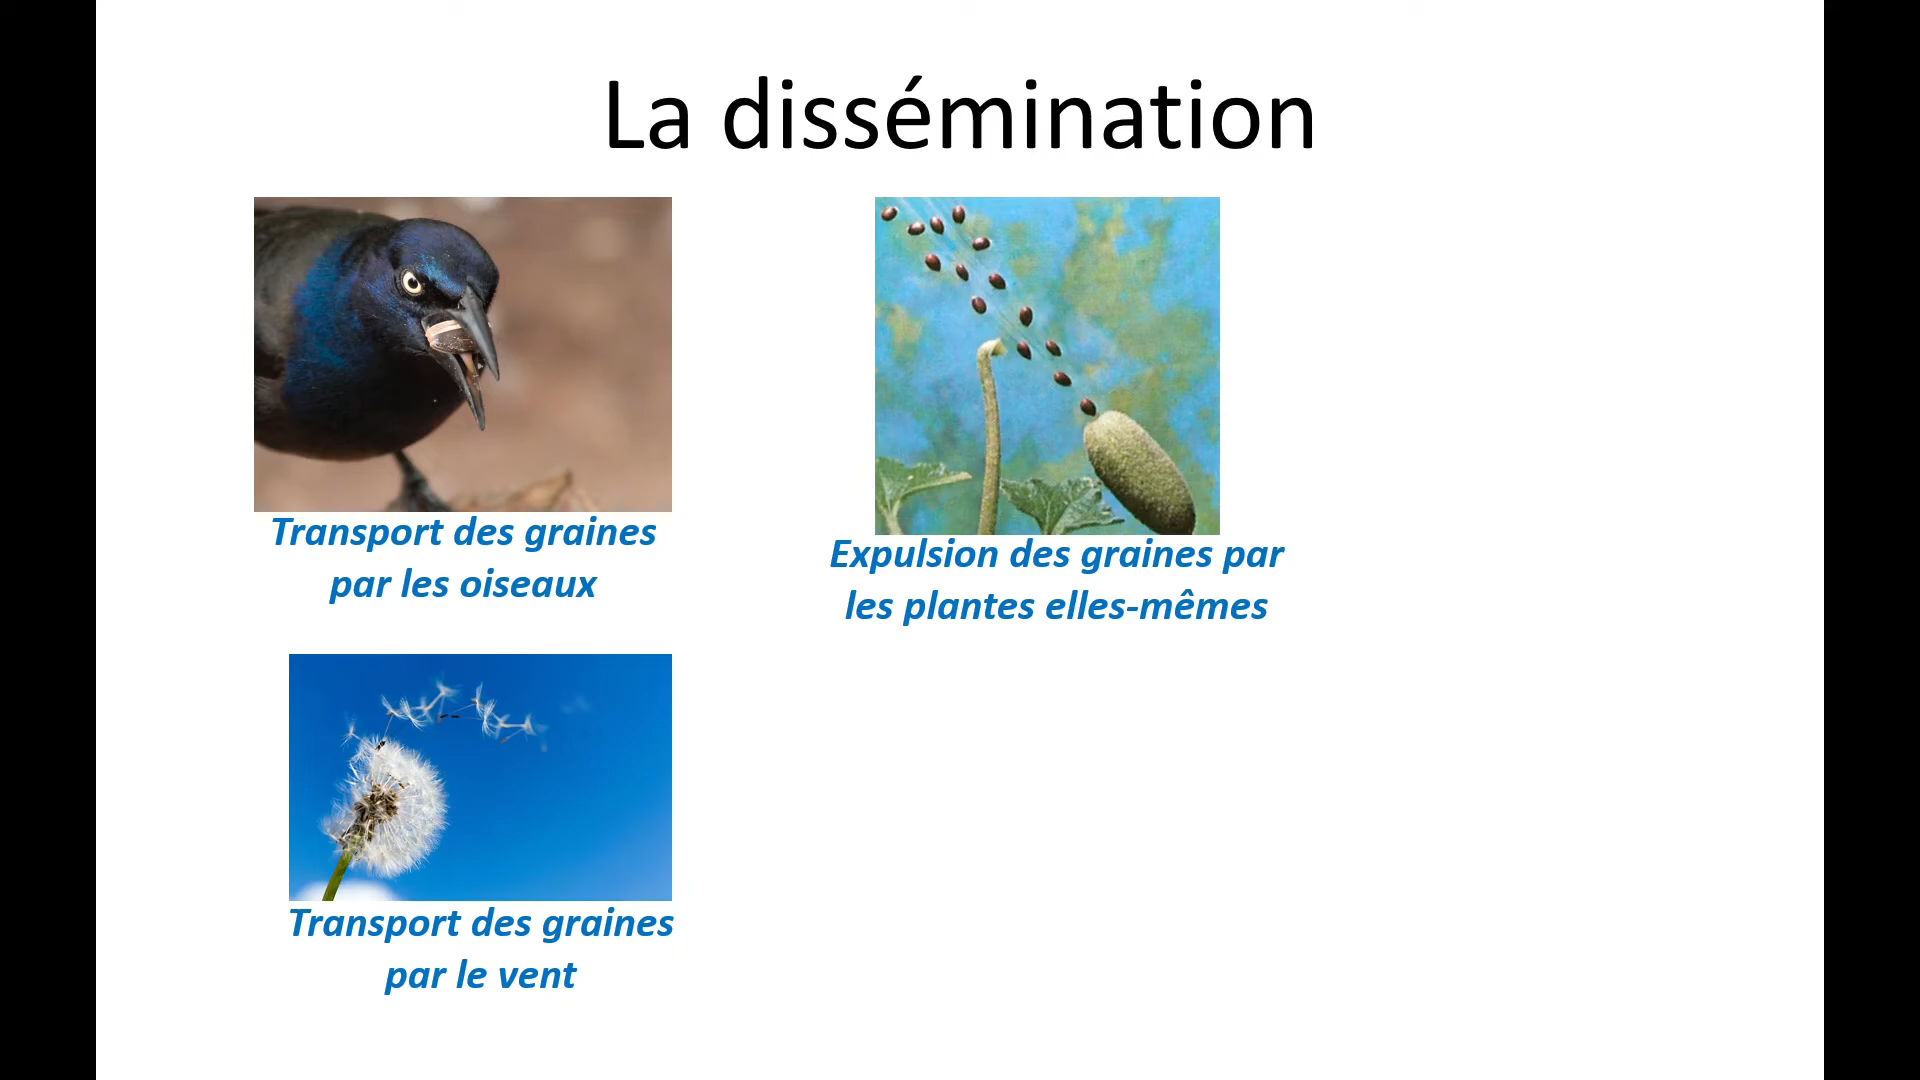 La dissémination
Transport des graines
par les oiseaux
Expulsion des graines par
les plantes elles-mêmes
Transport des graines
par le vent